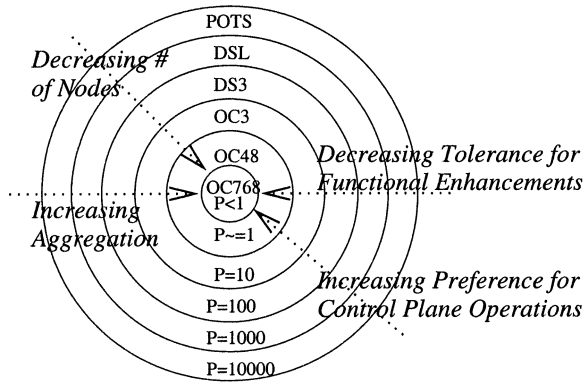 POTS
DSL
DS3
OC3
OC48
OC768
P<1
P~=1
P=10
P=100
P=1000
P=10000
Decreasing #
of Nodes
Decreasing Tolerance for
Functional Enhancements
Increasing
Aggregation
Increasing Preference for
Control Plane Operations